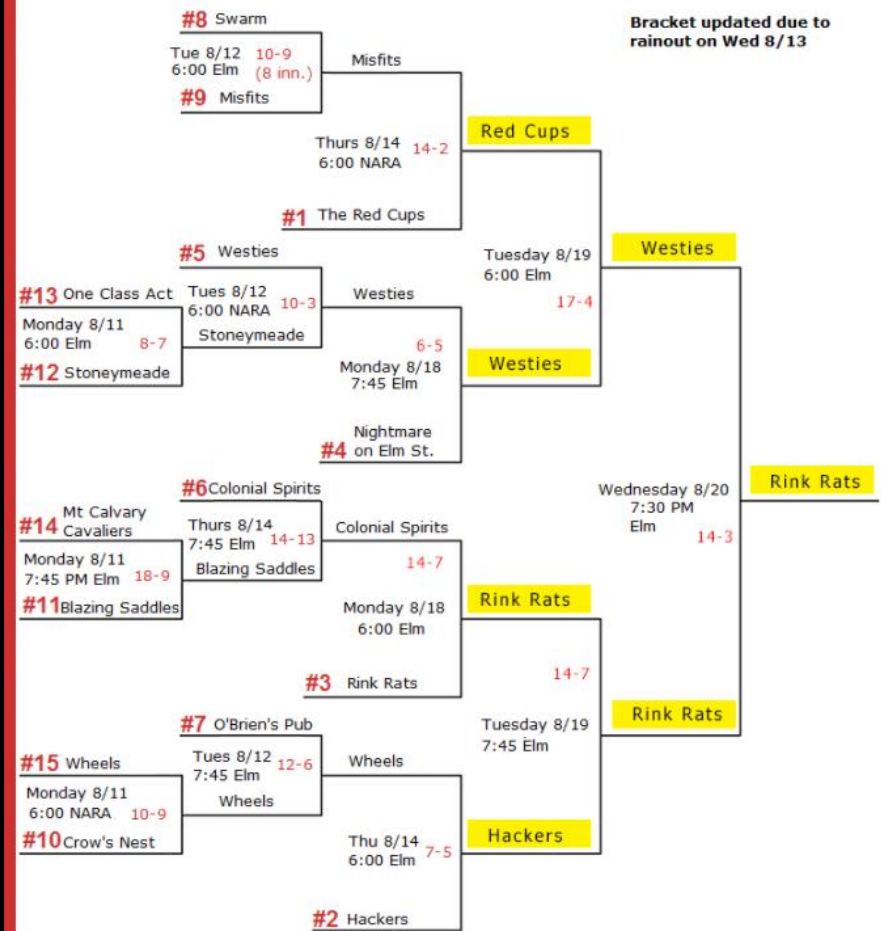 #8 Swarm
Bracket updated due to
rainout on Wed 8/13
Tue 8/12 10-9
6:00 Elm (8 inn.)
Misfits
#9 Misfits
Red Cups
Thurs 8/14 14-2
6:00 NARA
#1 The Red Cups
#5 Westies
Tuesday 8/19
6:00 Elm
17-4
Westies
#13 One Class Act
Tues 8/12
6:00 NARA 10-3
Westies
Monday 8/11
6:00 Elm 8-7
Stoneymeade
#12 Stoneymeade
6-5
Monday 8/18
7:45 Elm
Westies
Nightmare
#4 on Elm St.
#6 Colonial Spirits
Wednesday 8/20
7:30 PM
Elm
14-3
Rink Rats
Mt Calvary
#14 Cavaliers
Thurs 8/14
7:45 Elm 14-13
Colonial Spirits
Monday 8/11
7:45 PM Elm 18-9
Blazing Saddles
#11 Blazing Saddles
14-7
Monday 8/18
6:00 Elm
Rink Rats
#3 Rink Rats
14-7
Tuesday 8/19
7:45 Elm
Rink Rats
#7 O'Brien's Pub
#15 Wheels
Tues 8/12
7:45 Elm 12-6
Wheels
Monday 8/11
6:00 NARA 10-9
Wheels
#10 Crow's Nest
Thu 8/14
6:00 Elm 7-5
Hackers
#2 Hackers